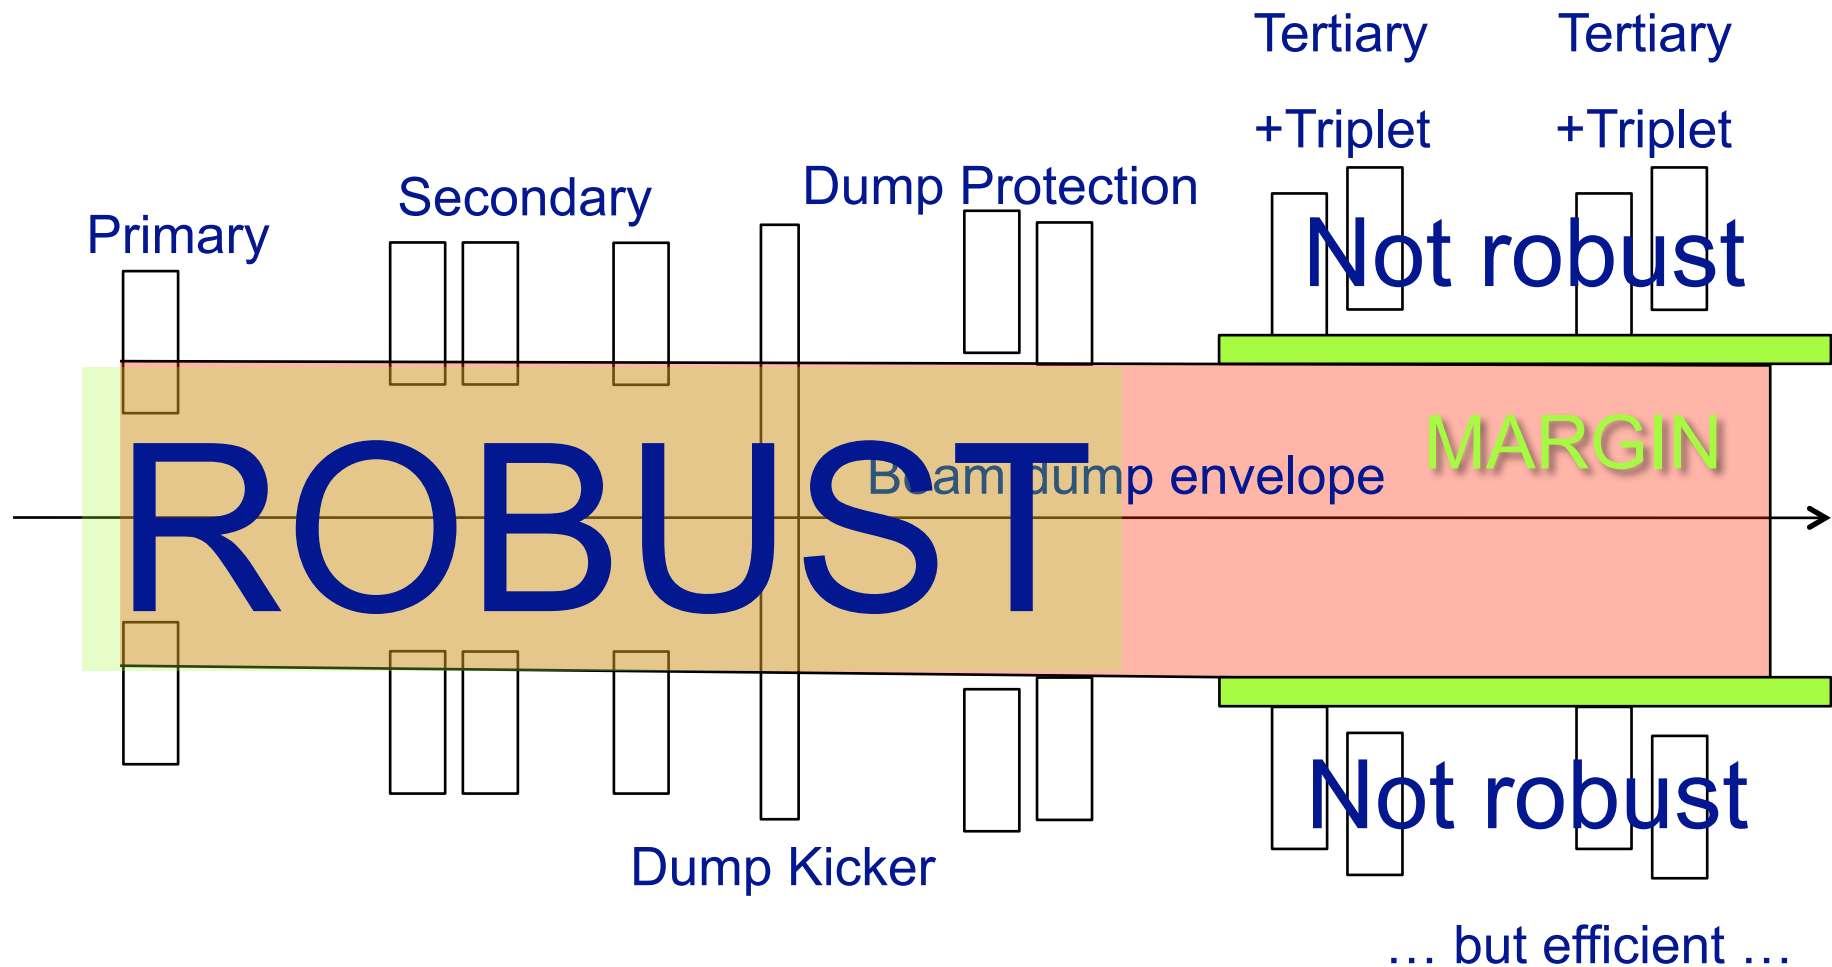 Tertiary Tertiary
+Triplet +Triplet
Dump Protection
Secondary
Primary
Not robust
MARGIN
Beam dump envelope
ROBUST
Not robust
Dump Kicker
… but efficient …